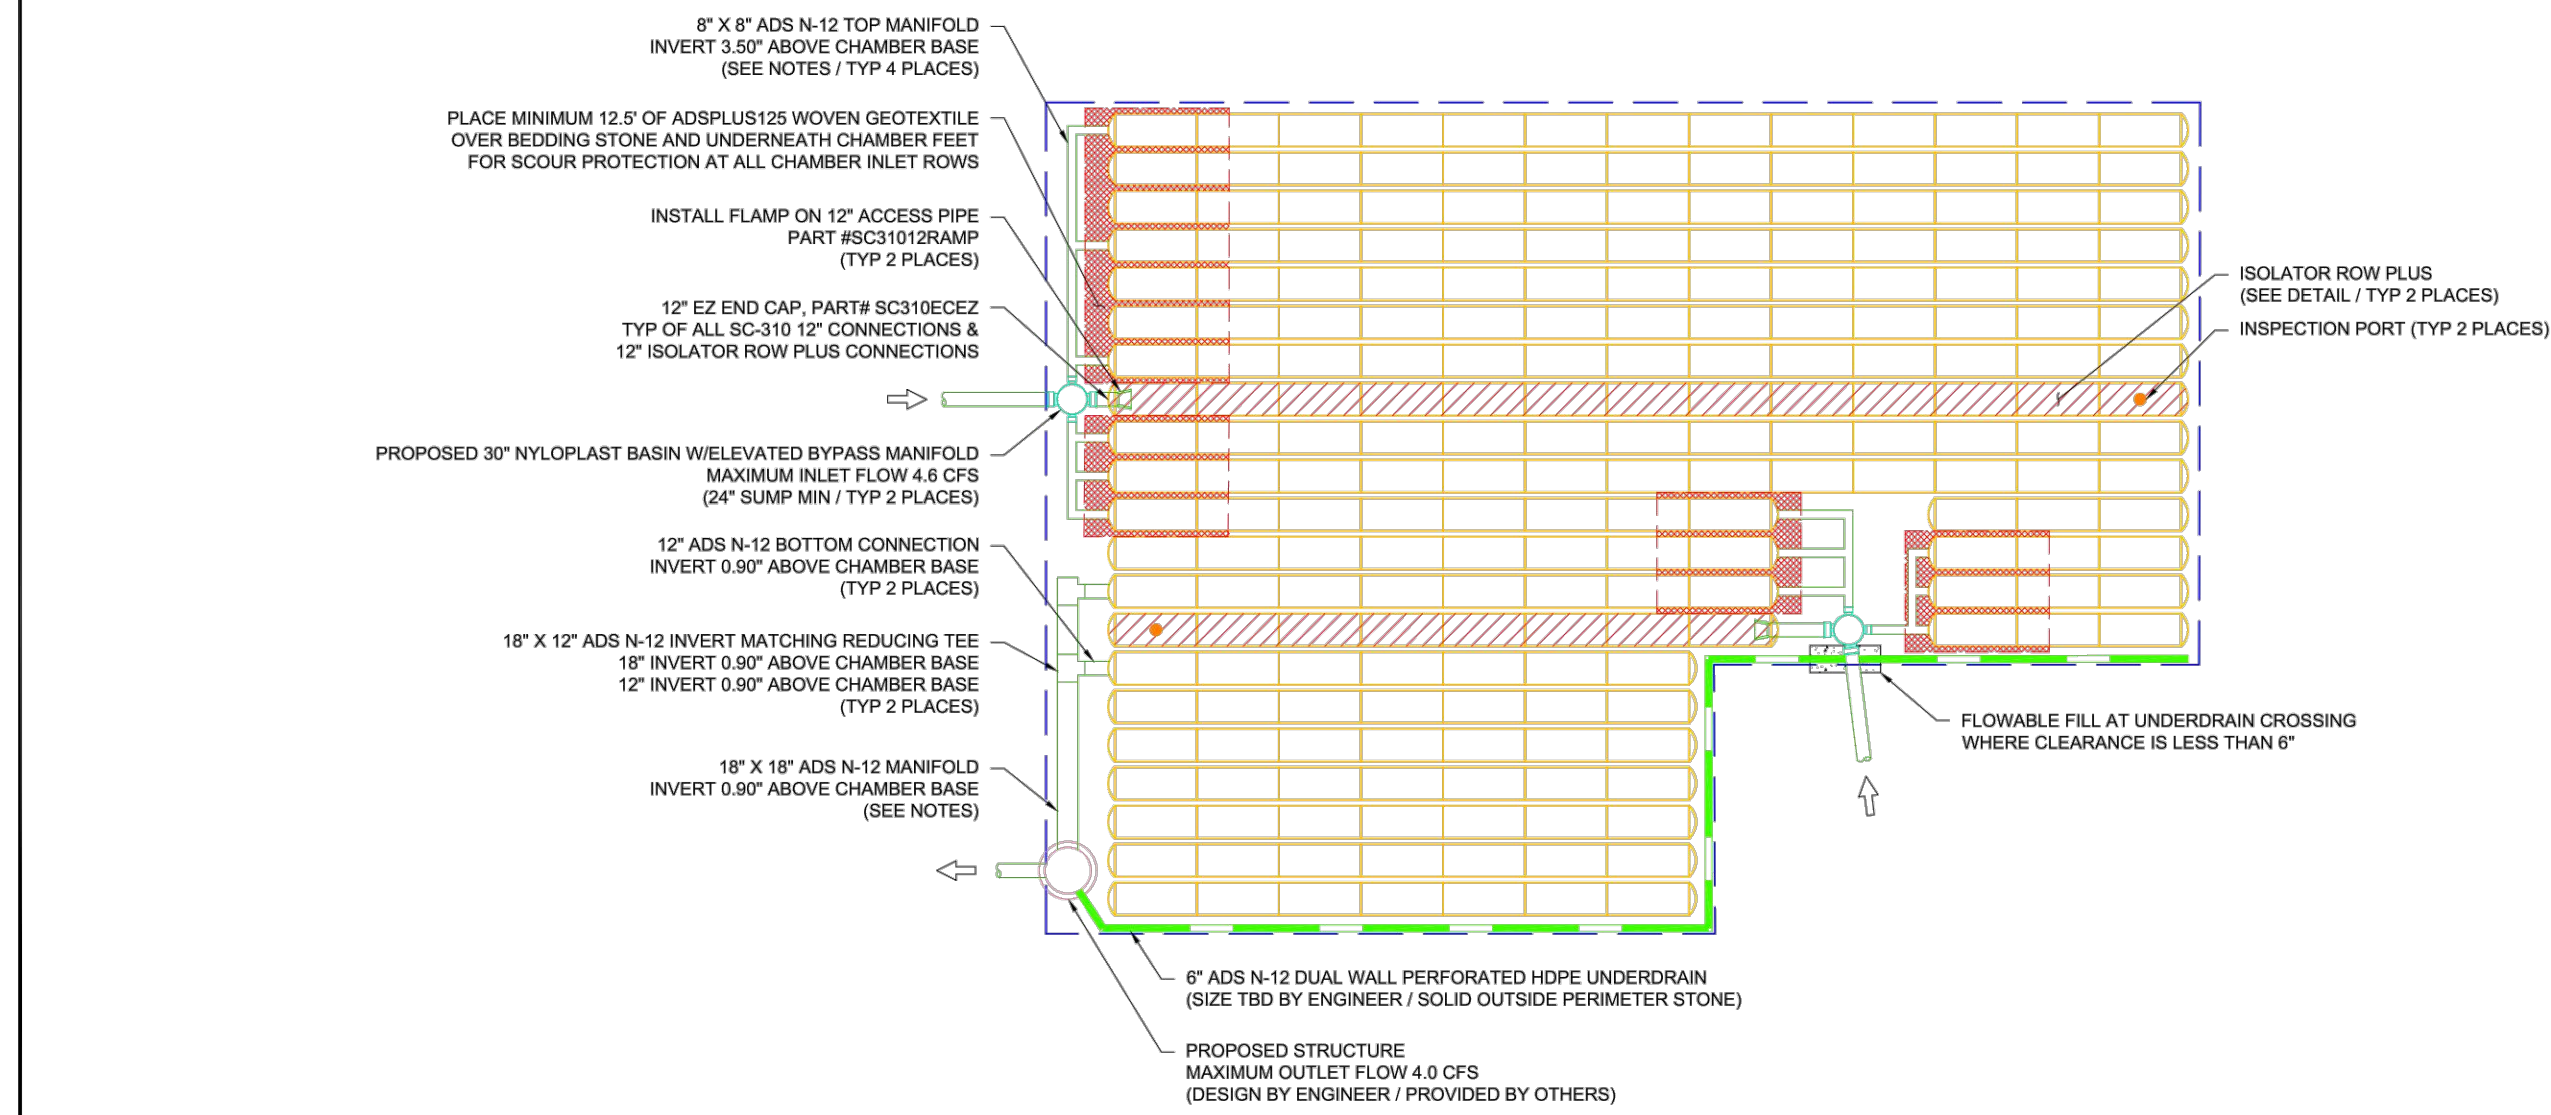 8" X 8" ADS N-12 TOP MANIFOLD
INVERT 3.50" ABOVE CHAMBER BASE
(SEE NOTES / TYP 4 PLACES)
PLACE MINIMUM 12.5' OF ADSPLUS125 WOVEN GEOTEXTILE
OVER BEDDING STONE AND UNDERNEATH CHAMBER FEET
FOR SCOUR PROTECTION AT ALL CHAMBER INLET ROWS
INSTALL FLAMP ON 12" ACCESS PIPE
PART #SC31012RAMP
(TYP 2 PLACES)
12" EZ END CAP, PART# SC310ECEZ
TYP OF ALL SC-310 12" CONNECTIONS &
12" ISOLATOR ROW PLUS CONNECTIONS
PROPOSED 30" NYLOPLAST BASIN W/ELEVATED BYPASS MANIFOLD
MAXIMUM INLET FLOW 4.6 CFS
(24" SUMP MIN / TYP 2 PLACES)
12" ADS N-12 BOTTOM CONNECTION
INVERT 0.90" ABOVE CHAMBER BASE
(TYP 2 PLACES)
18" X 12" ADS N-12 INVERT MATCHING REDUCING TEE
18" INVERT 0.90" ABOVE CHAMBER BASE
12" INVERT 0.90" ABOVE CHAMBER BASE
(TYP 2 PLACES)
18" X 18" ADS N-12 MANIFOLD
INVERT 0.90" ABOVE CHAMBER BASE
(SEE NOTES)
ISOLATOR ROW PLUS
(SEE DETAIL / TYP 2 PLACES)
INSPECTION PORT (TYP 2 PLACES)
FLOWABLE FILL AT UNDERDRAIN CROSSING
WHERE CLEARANCE IS LESS THAN 6"
6" ADS N-12 DUAL WALL PERFORATED HDPE UNDERDRAIN
(SIZE TBD BY ENGINEER / SOLID OUTSIDE PERIMETER STONE)
PROPOSED STRUCTURE
MAXIMUM OUTLET FLOW 4.0 CFS
(DESIGN BY ENGINEER / PROVIDED BY OTHERS)